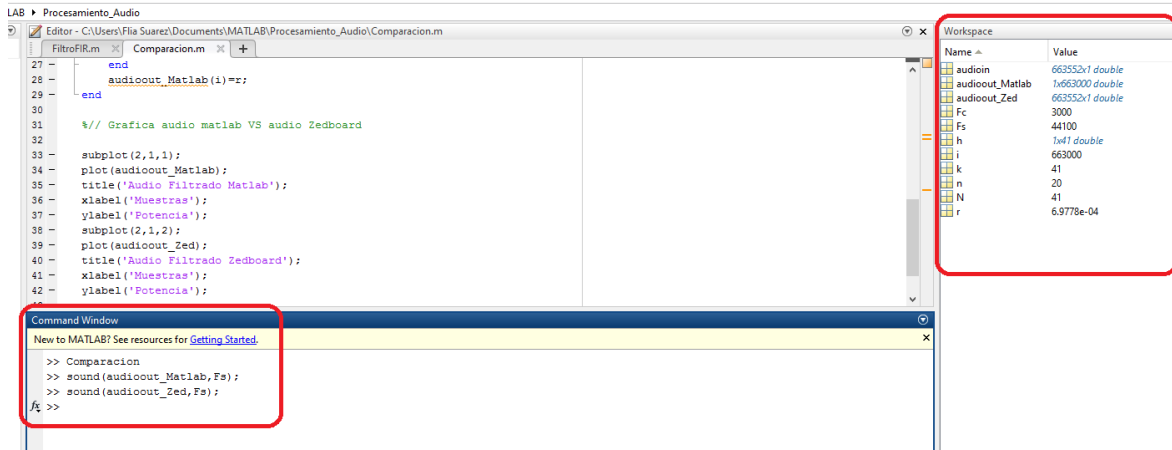 LAB ▸ Procesamiento_Audio
Editor - C:\Users\Flia Suarez\Documents\MATLAB\Procesamiento_Audio\Comparacion.m
FiltroFIR.m Comparacion.m +
27 - end
28 - audioout_Matlab(i)=r;
29 - end
30
31 %// Grafica audio matlab VS audio Zedboard
32
33 - subplot(2,1,1);
34 - plot(audioout_Matlab);
35 - title('Audio Filtrado Matlab');
36 - xlabel('Muestras');
37 - ylabel('Potencia');
38 - subplot(2,1,2);
39 - plot(audioout_Zed);
40 - title('Audio Filtrado Zedboard');
41 - xlabel('Muestras');
42 - ylabel('Potencia');
Command Window
New to MATLAB? See resources for Getting Started.
>> Comparacion
>> sound(audioout_Matlab,Fs);
>> sound(audioout_Zed,Fs);
fx >>
Workspace
Name Value
audioin 663552x1 double
audioout_Matlab 1x663000 double
audioout_Zed 663552x1 double
Fc 3000
Fs 44100
h 1x41 double
i 663000
k 41
n 20
N 41
r 6.9778e-04